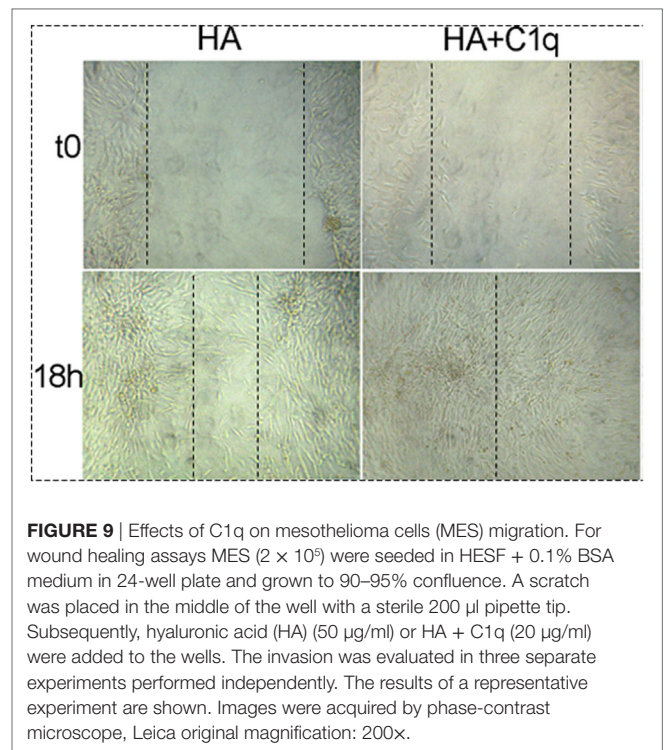 HA HA+C1q
t0
18h
FIGURE 9 | Effects of C1q on mesothelioma cells (MES) migration. For
wound healing assays MES (2 × 10⁵) were seeded in HESF + 0.1% BSA
medium in 24-well plate and grown to 90–95% confluence. A scratch
was placed in the middle of the well with a sterile 200 µl pipette tip.
Subsequently, hyaluronic acid (HA) (50 µg/ml) or HA + C1q (20 µg/ml)
were added to the wells. The invasion was evaluated in three separate
experiments performed independently. The results of a representative
experiment are shown. Images were acquired by phase-contrast
microscope, Leica original magnification: 200×.